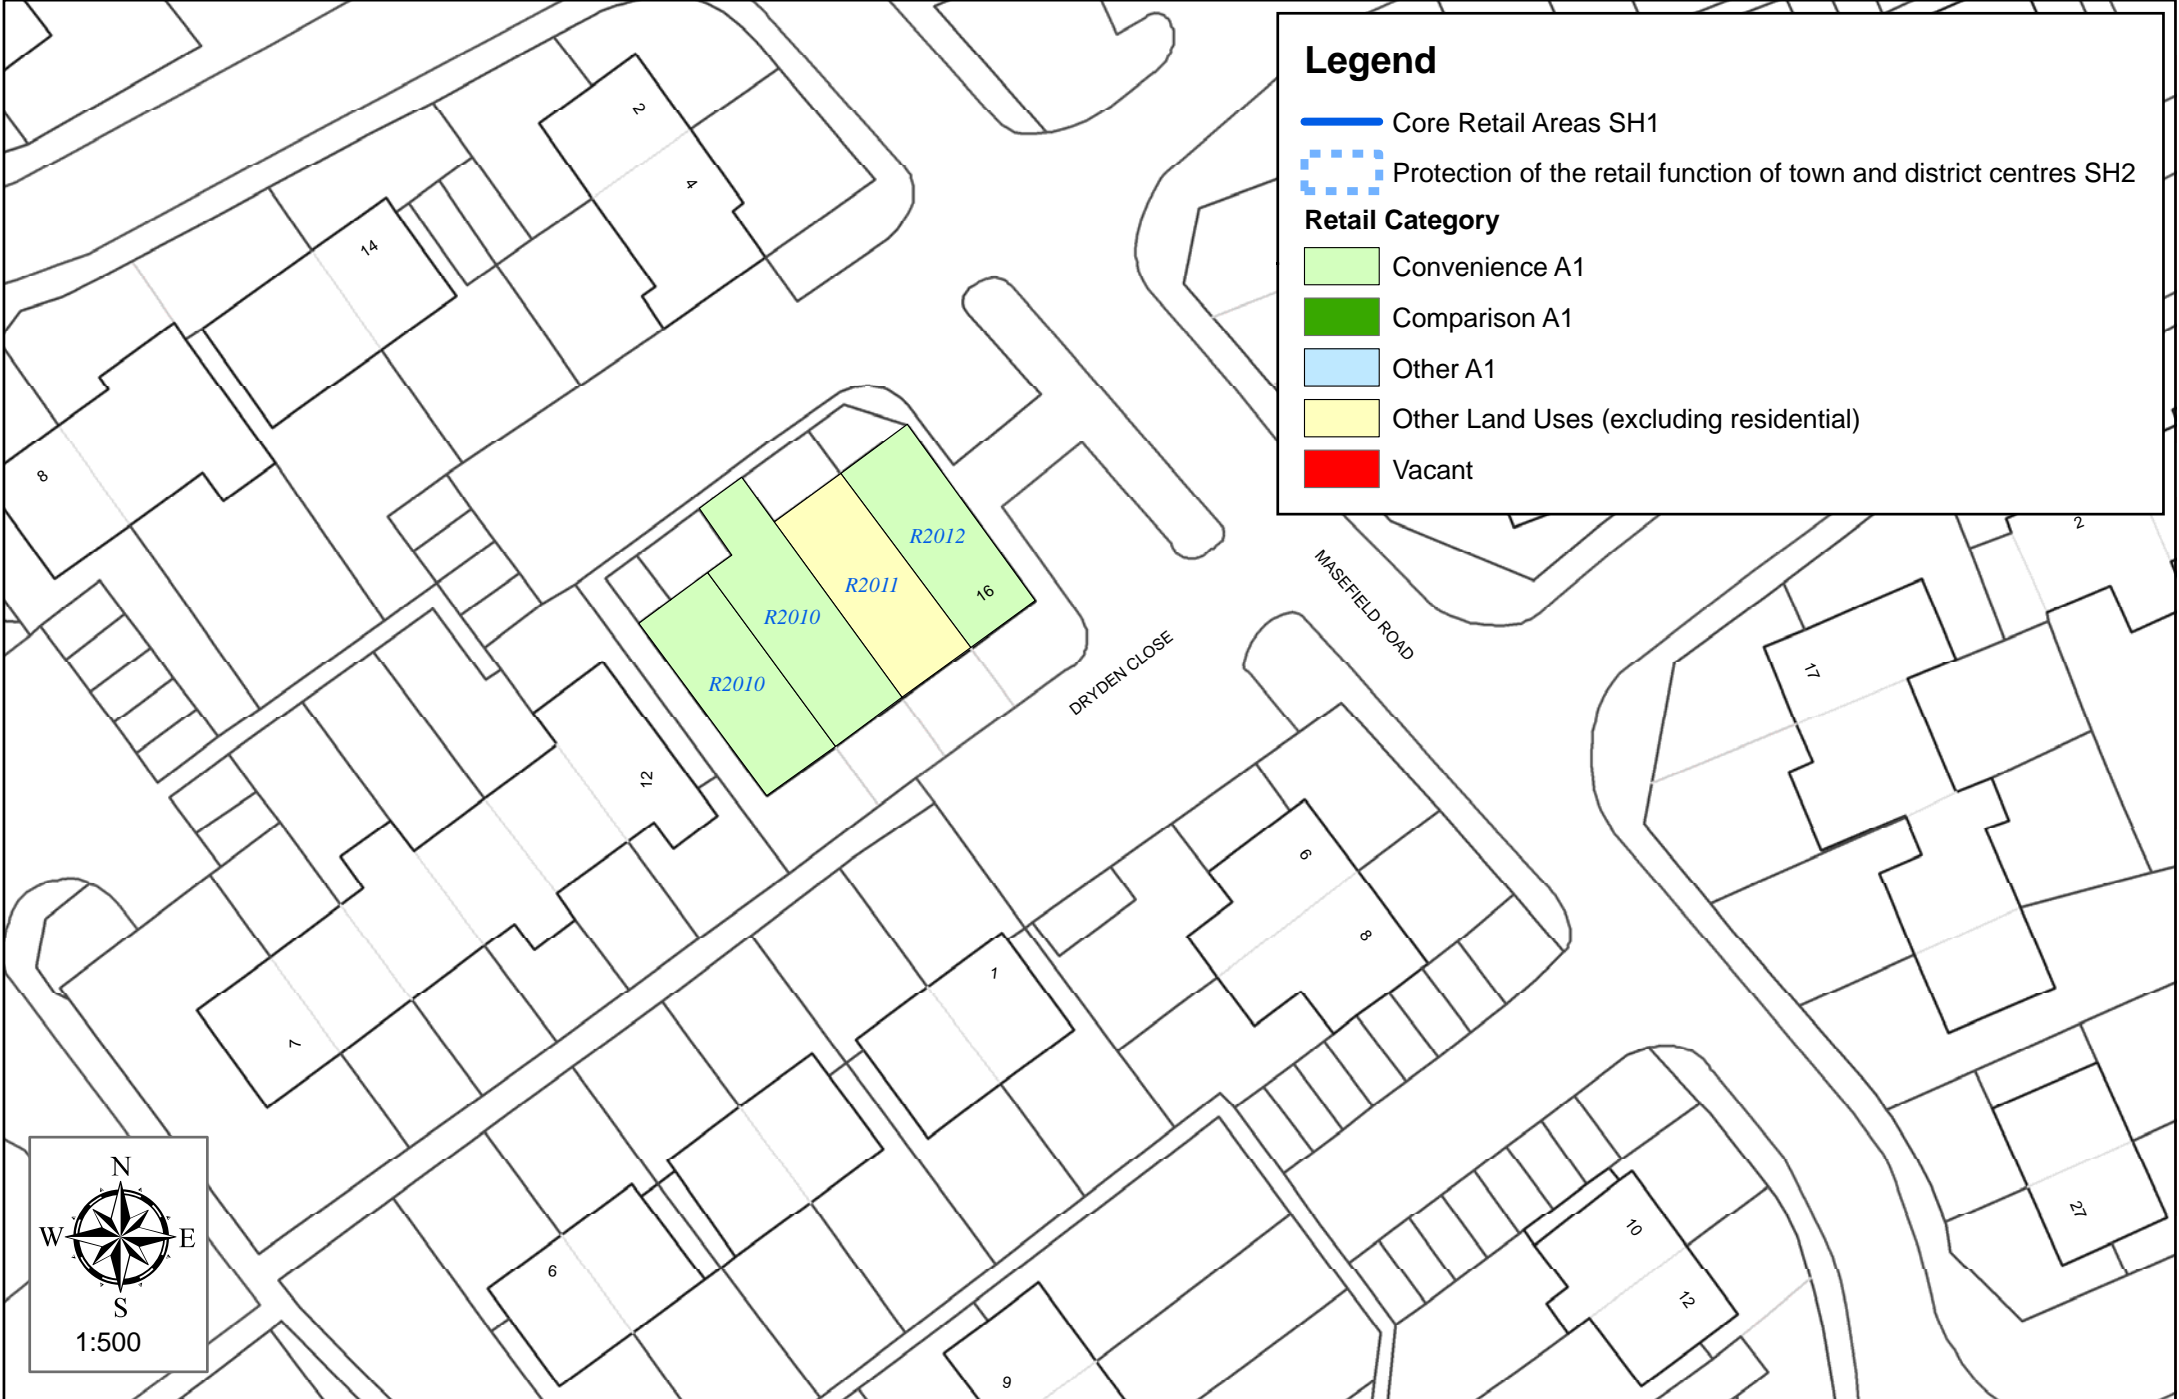 Legend
Core Retail Areas SH1
Protection of the retail function of town and district centres SH2
Retail Category
Convenience A1
Comparison A1
Other A1
Other Land Uses (excluding residential)
Vacant
2
4
14
8
R2012
R2011
R2010
R2010
16
MASEFIELD ROAD
DRYDEN CLOSE
2
17
12
6
8
1
7
6
9
10
12
27
N
W
E
S
1:500